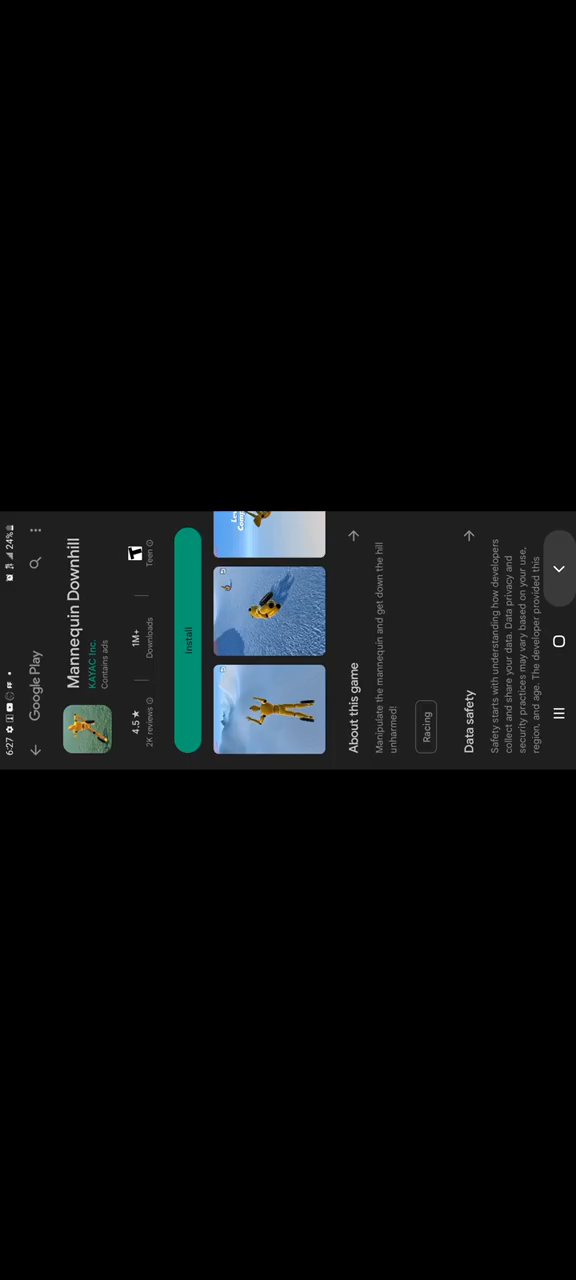 6:27
24%
Google Play
Mannequin Downhill
KAYAC Inc.
Contains ads
4.5 ★
2K reviews
1M+
Downloads
T
Teen
Install
About this game
Manipulate the mannequin and get down the hill
unharmed!
Racing
Data safety
Safety starts with understanding how developers
collect and share your data. Data privacy and
security practices may vary based on your use,
region, and age. The developer provided this